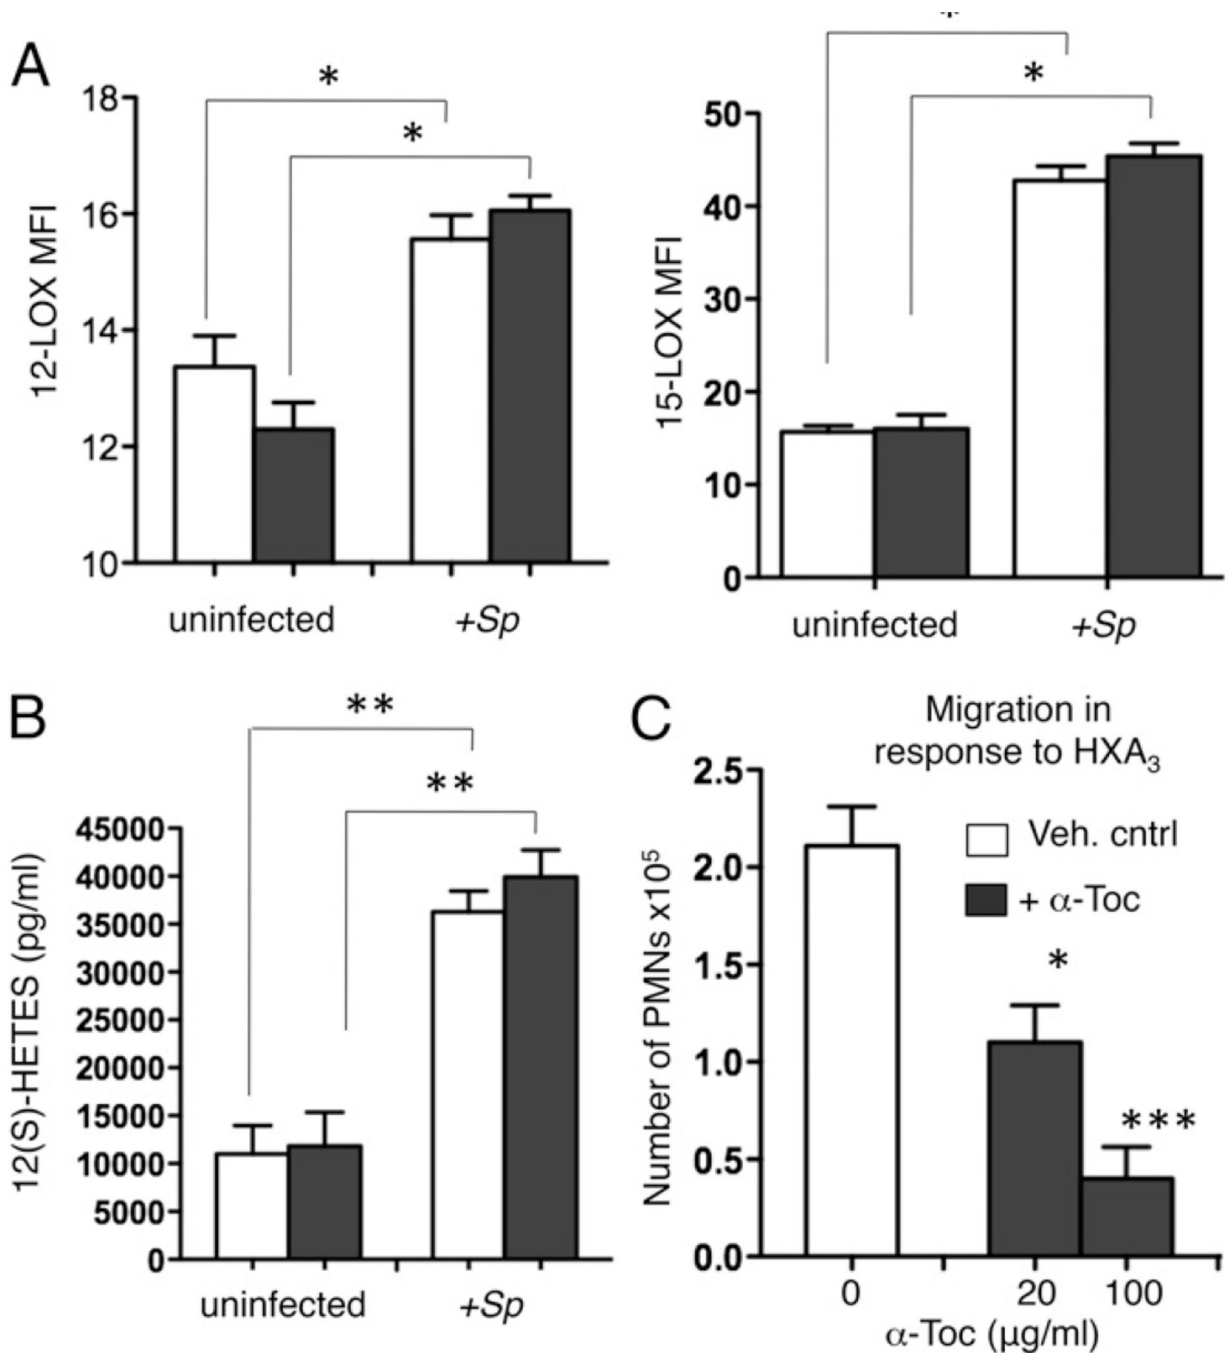 A
*
*
18
16
14
12
10
12-LOX MFI
uninfected +Sp
*
*
50
40
30
20
10
0
15-LOX MFI
uninfected +Sp
B
**
**
45000
40000
35000
30000
25000
20000
15000
10000
5000
0
12(S)-HETES (pg/ml)
uninfected +Sp
C
Migration in
response to HXA₃
2.5
2.0
1.5
1.0
0.5
0.0
Number of PMNs x10⁵
Veh. cntrl
+ α-Toc
*
***
0 20 100
α-Toc (µg/ml)